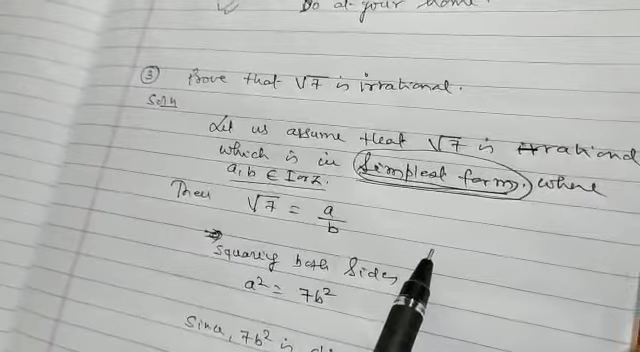 Do at your home.
③ Prove that √7 is irrational.
Soln
Let us assume that √7 is rational
which is in Simplest form, where
a, b ∈ I or Z.
Then √7 = a/b
Squaring both Sides,
a² = 7b²
Since, 7b² is